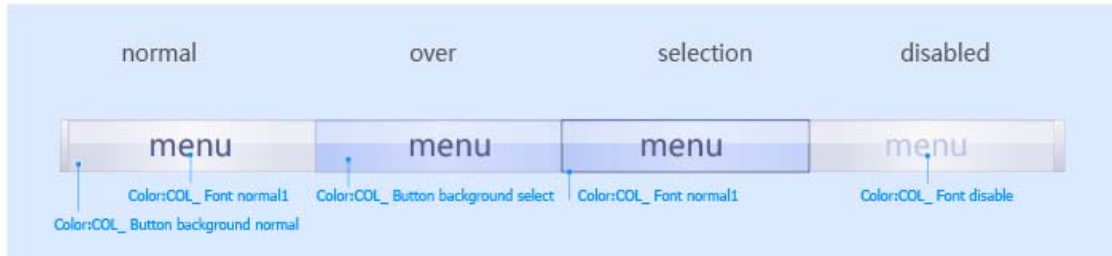 normal over selection disabled
menu menu menu menu
Color:COL_ Font normal1 Color:COL_ Button background select Color:COL_ Font normal1 Color:COL_ Font disable
Color:COL_ Button background normal